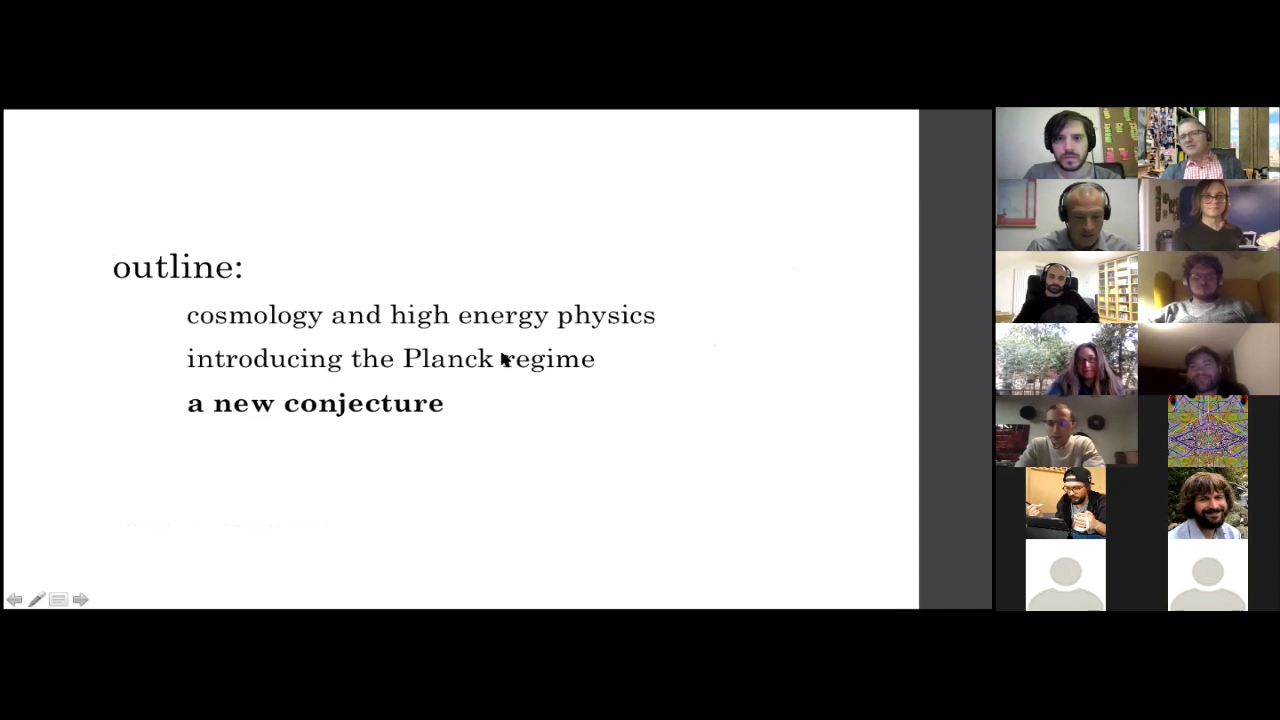 outline:
cosmology and high energy physics
introducing the Planck regime
a new conjecture